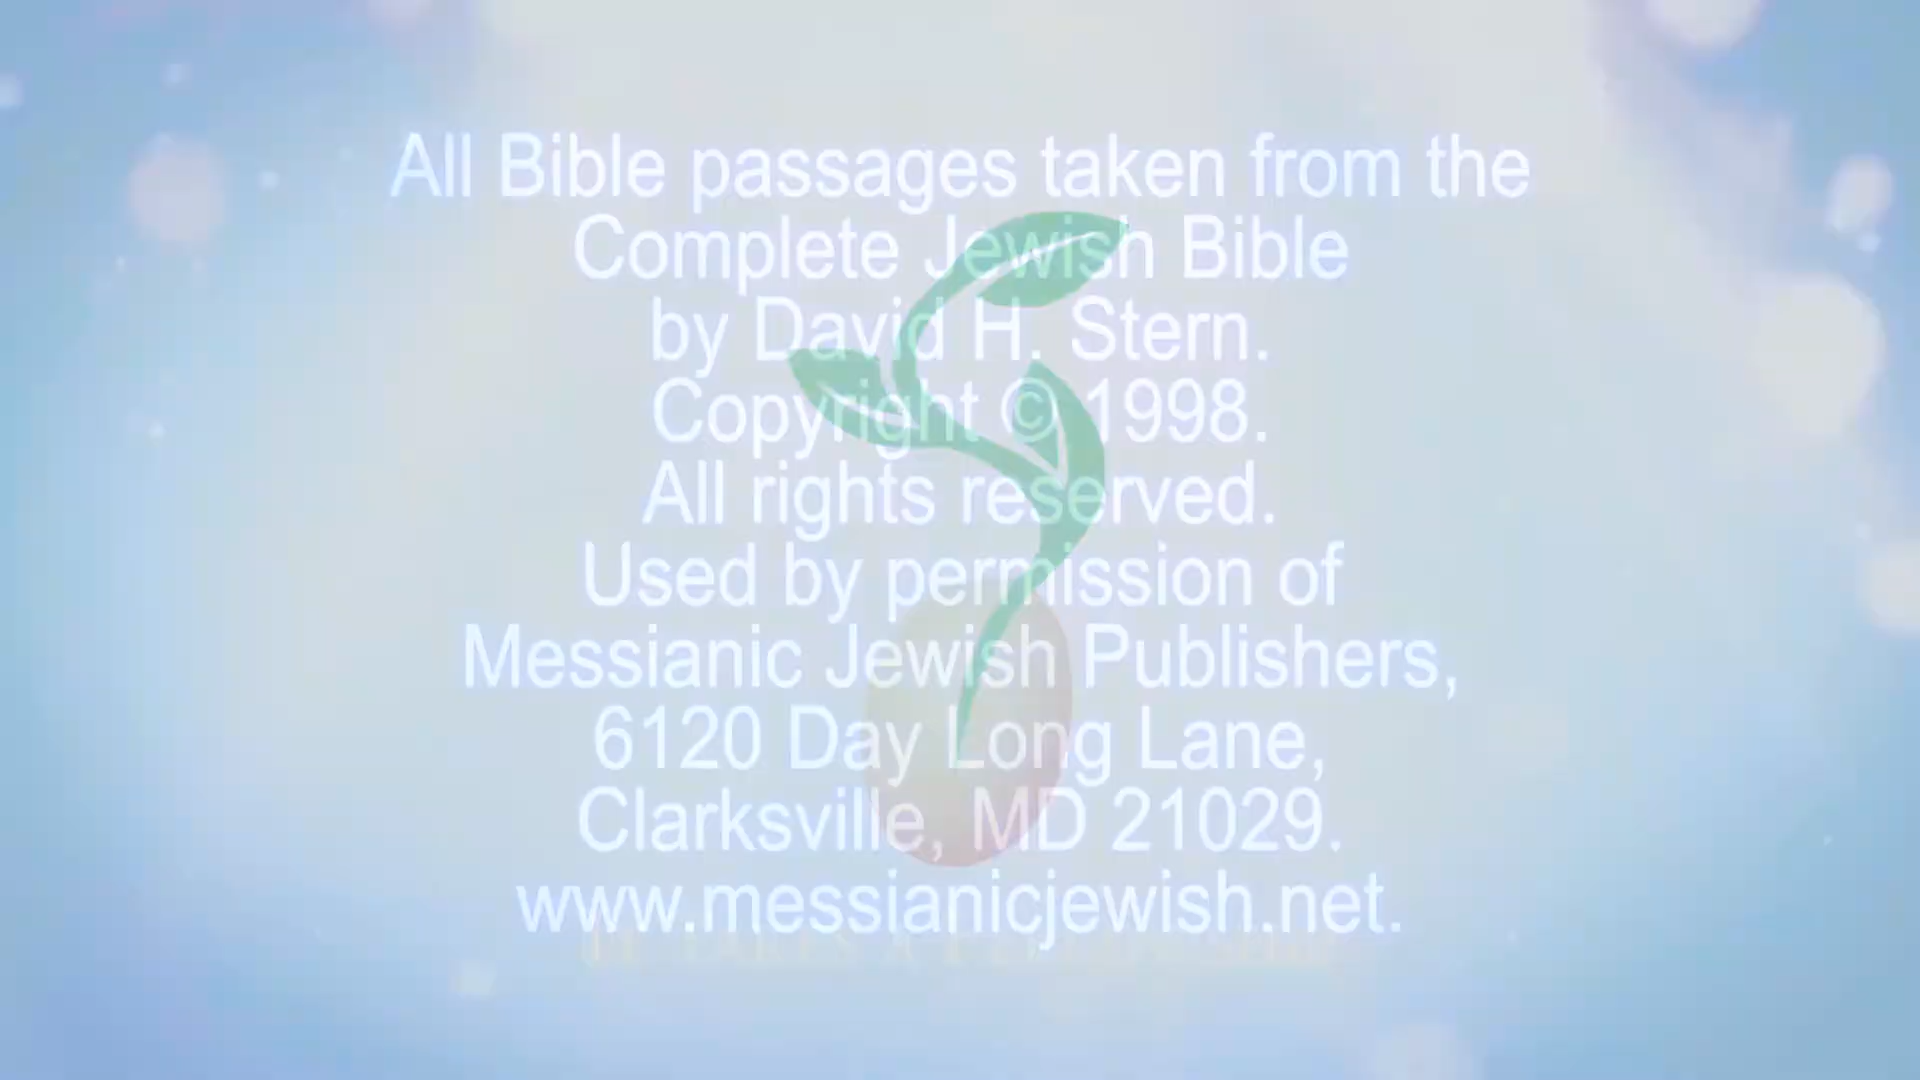 All Bible passages taken from the
Complete Jewish Bible
by David H. Stern.
Copyright © 1998.
All rights reserved.
Used by permission of
Messianic Jewish Publishers,
6120 Day Long Lane,
Clarksville, MD 21029.
www.messianicjewish.net.